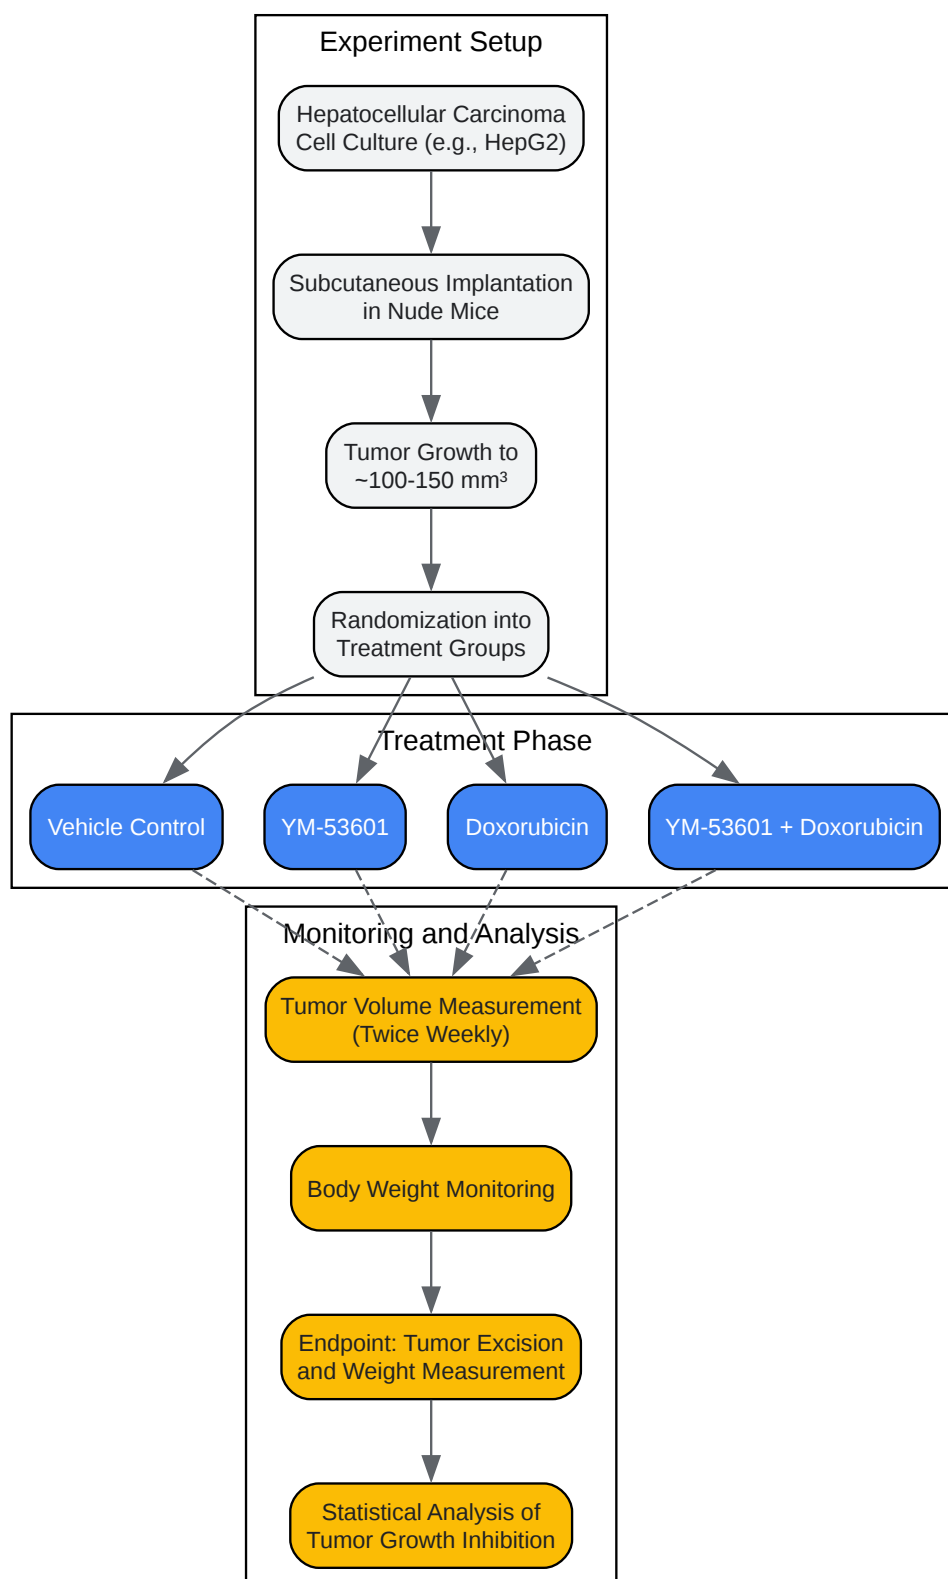 Experiment Setup
Hepatocellular Carcinoma
Cell Culture (e.g., HepG2)
Subcutaneous Implantation
in Nude Mice
Tumor Growth to
~100-150 mm³
Randomization into
Treatment Groups
Treatment Phase
Vehicle Control
YM-53601
Doxorubicin
YM-53601 + Doxorubicin
Monitoring and Analysis
Tumor Volume Measurement
(Twice Weekly)
Body Weight Monitoring
Endpoint: Tumor Excision
and Weight Measurement
Statistical Analysis of
Tumor Growth Inhibition